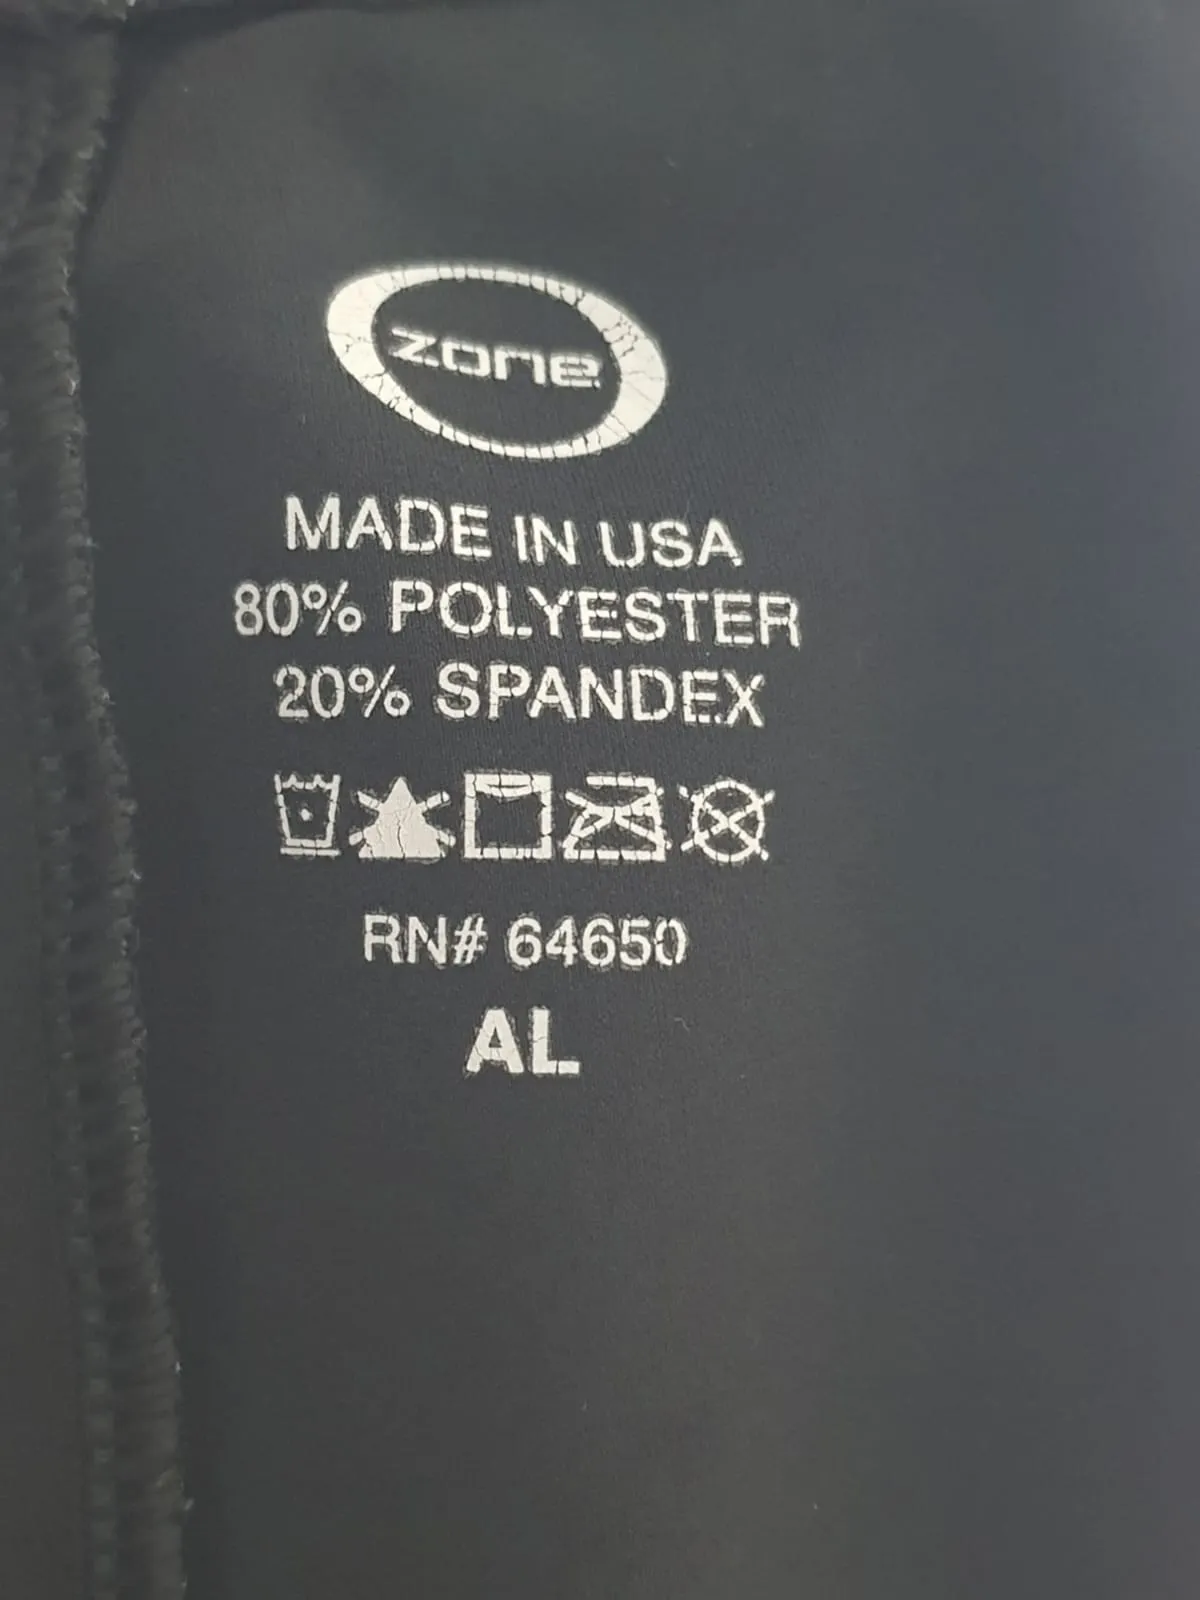 zone
MADE IN USA
80% POLYESTER
20% SPANDEX
RN# 64650
AL